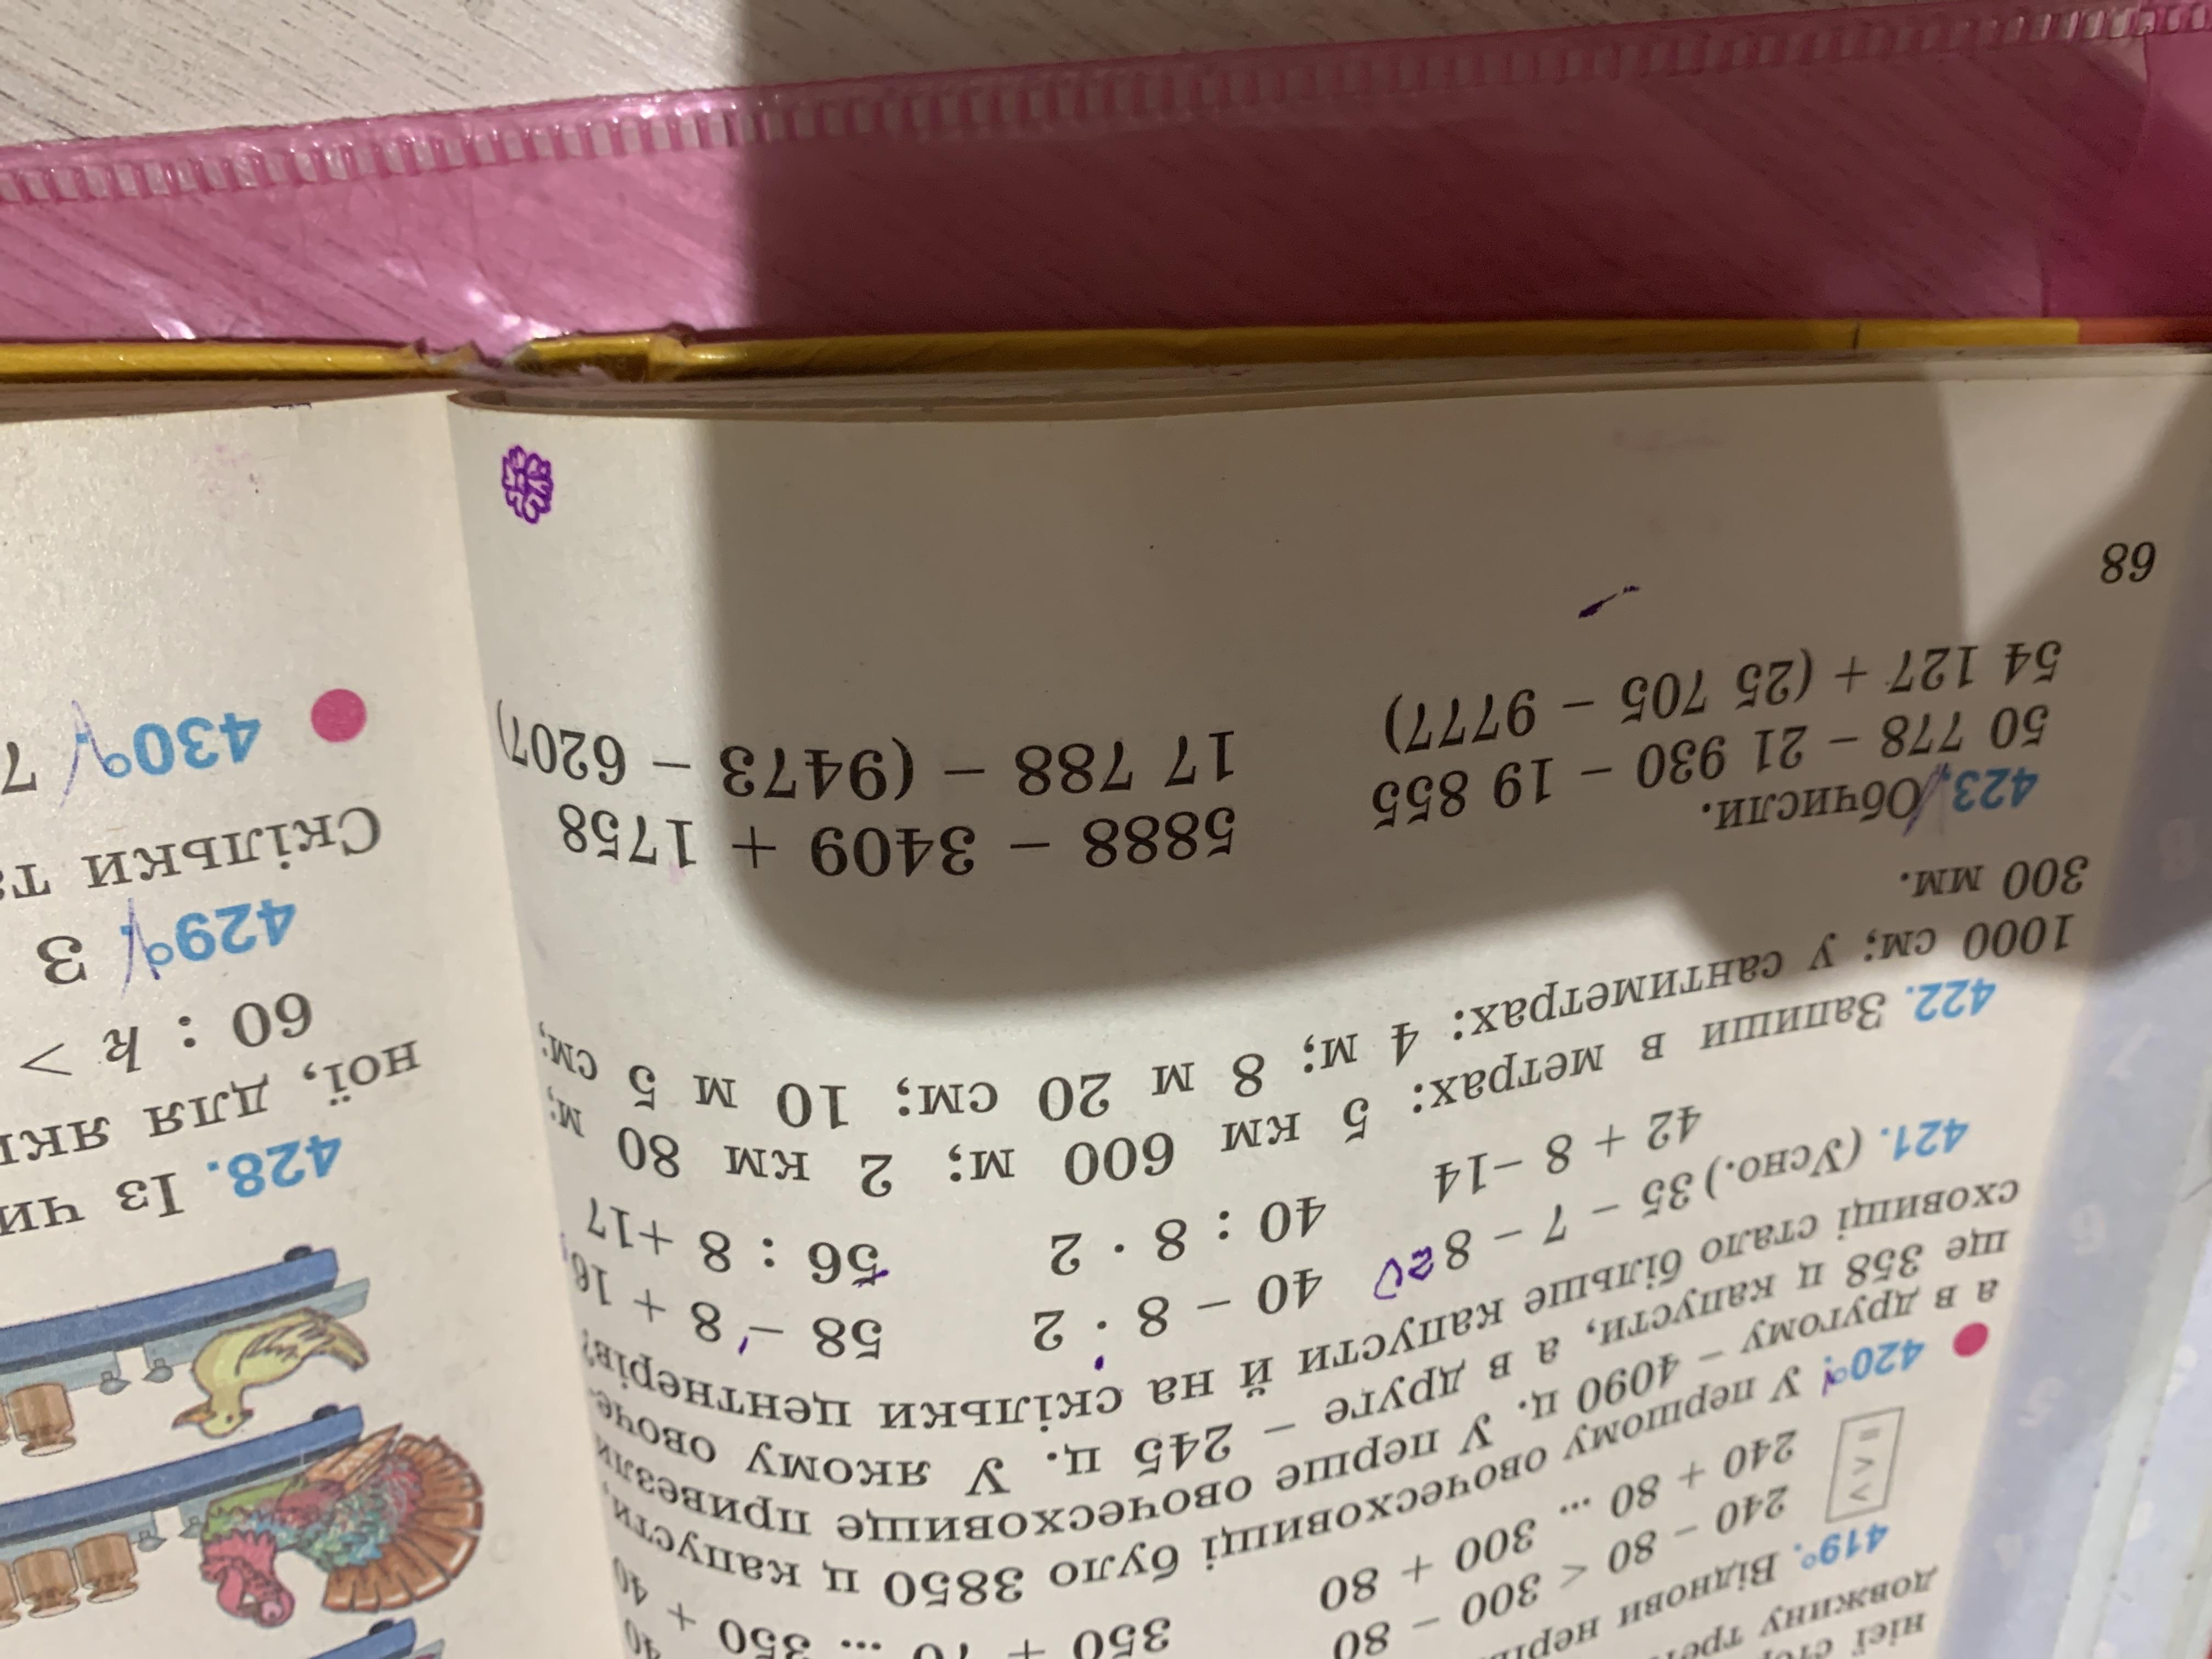 нієї
довжину
419°. Віднови
240 – 80 < 300 – 80
240 + 80 ... 300 + 80
350 + 70 ... 350 + 40
>
<
=
420°. У першому овочесховищі було 3850 ц капусти,
а в другому – 4090 ц. У перше овочесховище привезли
ще 358 ц капусти, а в друге – 245 ц. У якому овоче-
сховищі стало більше капусти й на скільки центнерів?
421. (Усно.) 35 – 7 – 8 =20 40 – 8 · 2 58 – 8 + 16
42 + 8 –14 40 : 8 · 2 56 : 8 +17
422. Запиши в метрах: 5 км 600 м; 2 км 80 м;
1000 см; у сантиметрах: 4 м; 8 м 20 см; 10 м 5 см;
300 мм.
423. Обчисли.
50 778 – 21 930 – 19 855 5888 – 3409 + 1758
54 127 + (25 705 – 9777) 17 788 – (9473 – 6207)
68
428. Із
ної, для
60 : k >
429°. З
Скільки
430°. 7